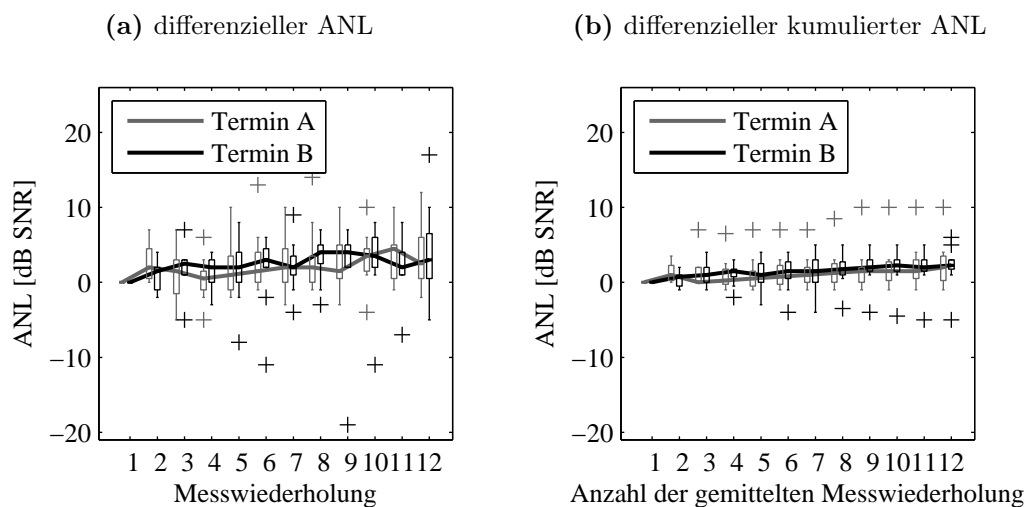 (a) differenzieller ANL
Termin A
Termin B
20
10
0
−10
−20
ANL [dB SNR]
1 2 3 4 5 6 7 8 9 10 11 12
Messwiederholung
(b) differenzieller kumulierter ANL
Termin A
Termin B
20
10
0
−10
−20
ANL [dB SNR]
1 2 3 4 5 6 7 8 9 10 11 12
Anzahl der gemittelten Messwiederholung